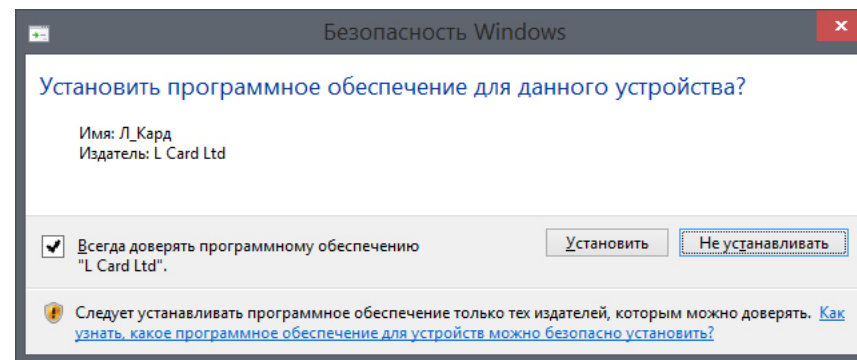 Безопасность Windows
Установить программное обеспечение для данного устройства?
Имя: Л_Кард
Издатель: L Card Ltd
Всегда доверять программному обеспечению
"L Card Ltd".
Установить
Не устанавливать
Следует устанавливать программное обеспечение только тех издателей, которым можно доверять. Как
узнать, какое программное обеспечение для устройств можно безопасно установить?